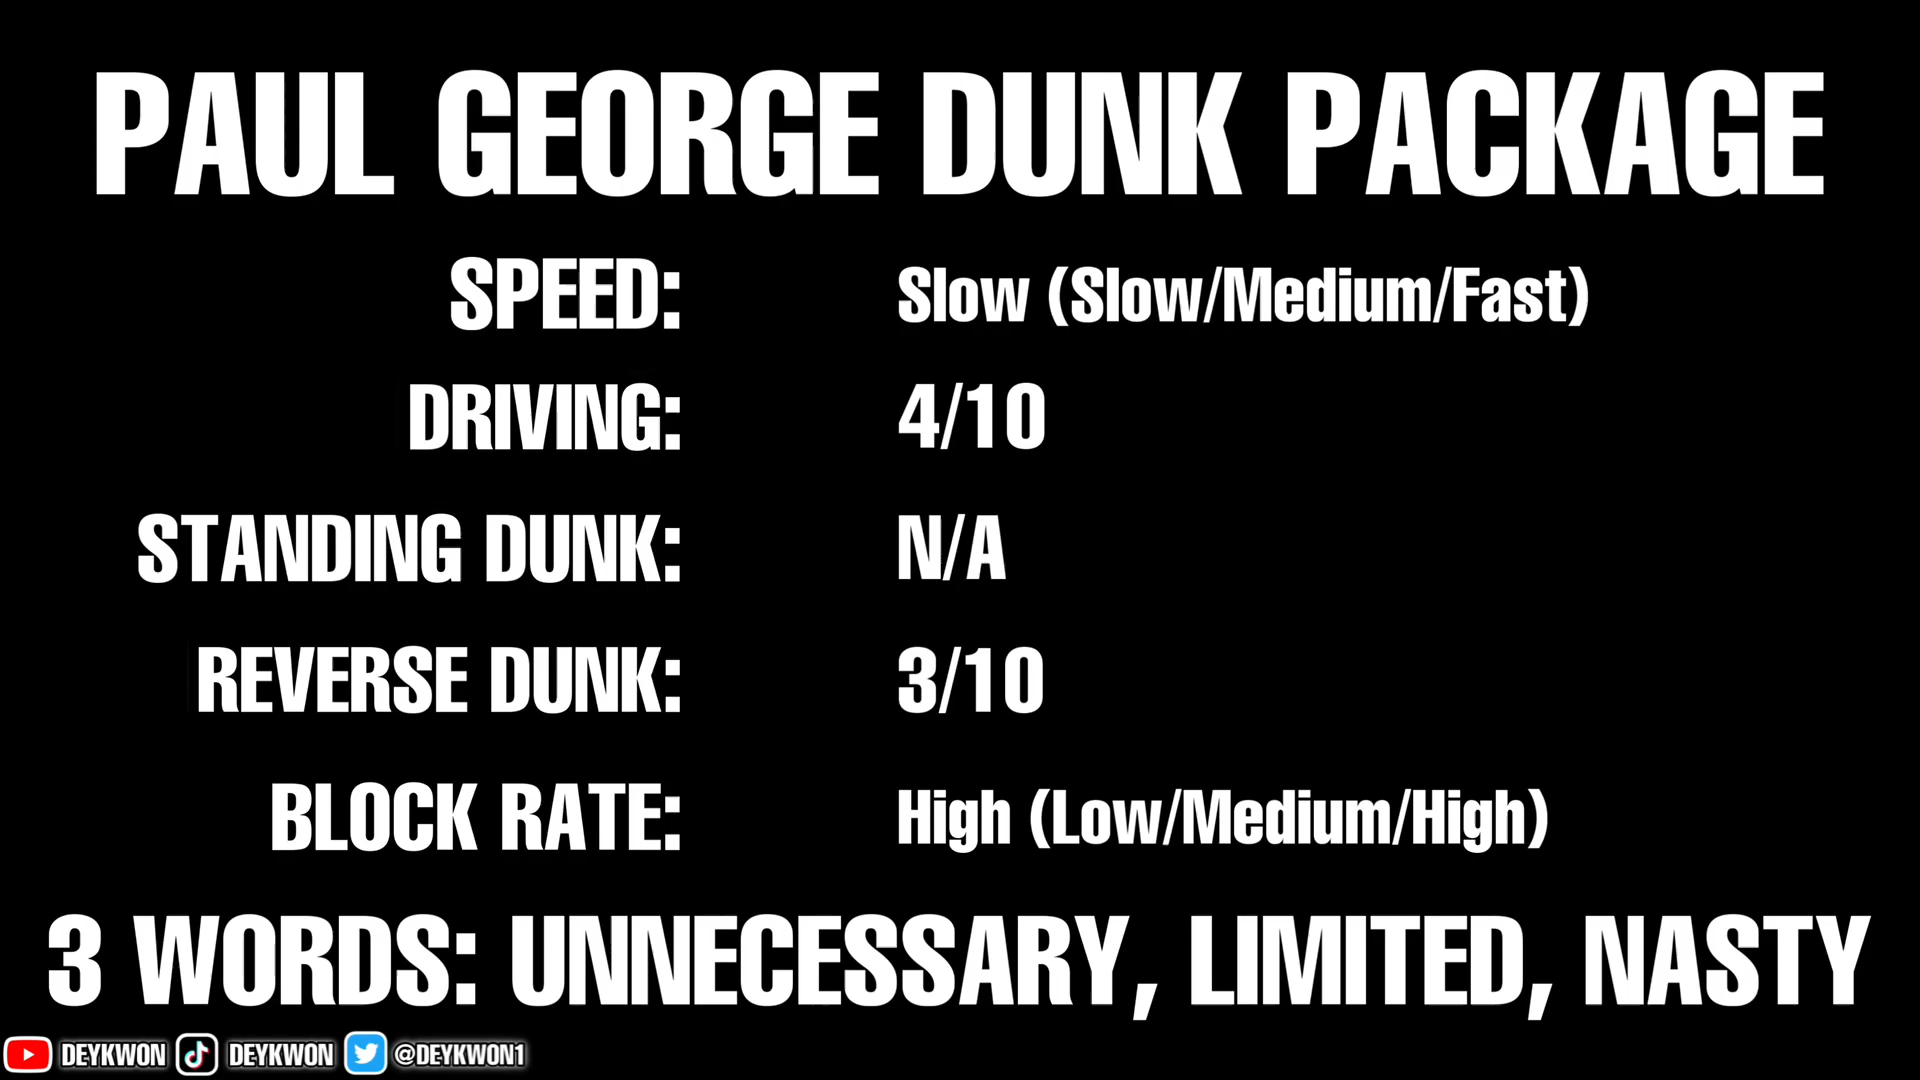 PAUL GEORGE DUNK PACKAGE
SPEED: Slow (Slow/Medium/Fast)
DRIVING: 4/10
STANDING DUNK: N/A
REVERSE DUNK: 3/10
BLOCK RATE: High (Low/Medium/High)
3 WORDS: UNNECESSARY, LIMITED, NASTY
DEYKWON DEYKWON @DEYKWON1